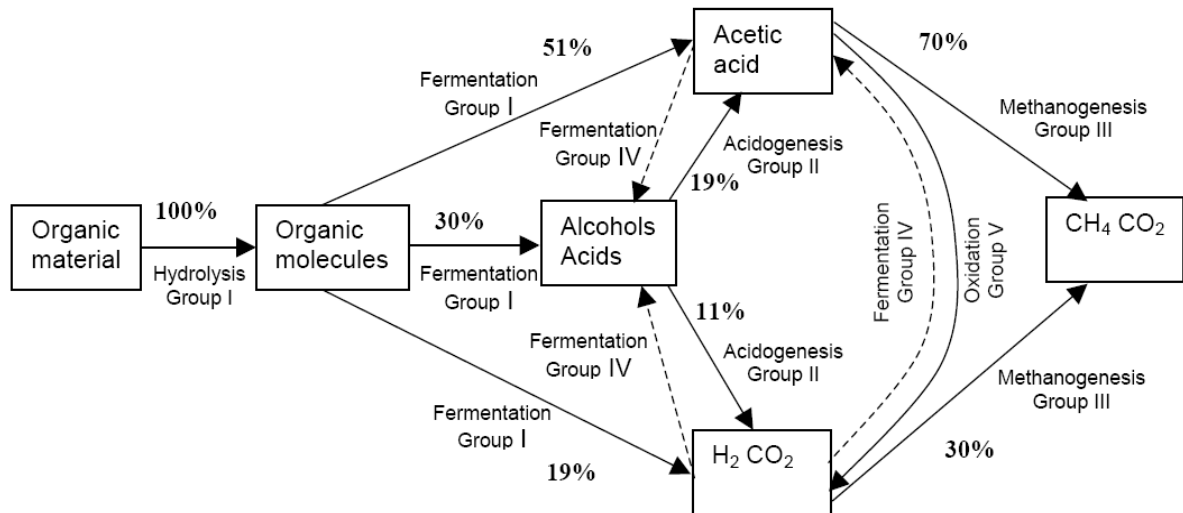 100%
Organic
material
Hydrolysis
Group I
Organic
molecules
51%
Fermentation
Group I
30%
Fermentation
Group I
Fermentation
Group I
19%
Acetic
acid
Fermentation
Group IV
Acidogenesis
Group II
19%
Alcohols
Acids
11%
Fermentation
Group IV
Acidogenesis
Group II
H₂ CO₂
Fermentation
Group IV
Oxidation
Group V
70%
Methanogenesis
Group III
CH₄ CO₂
Methanogenesis
Group III
30%